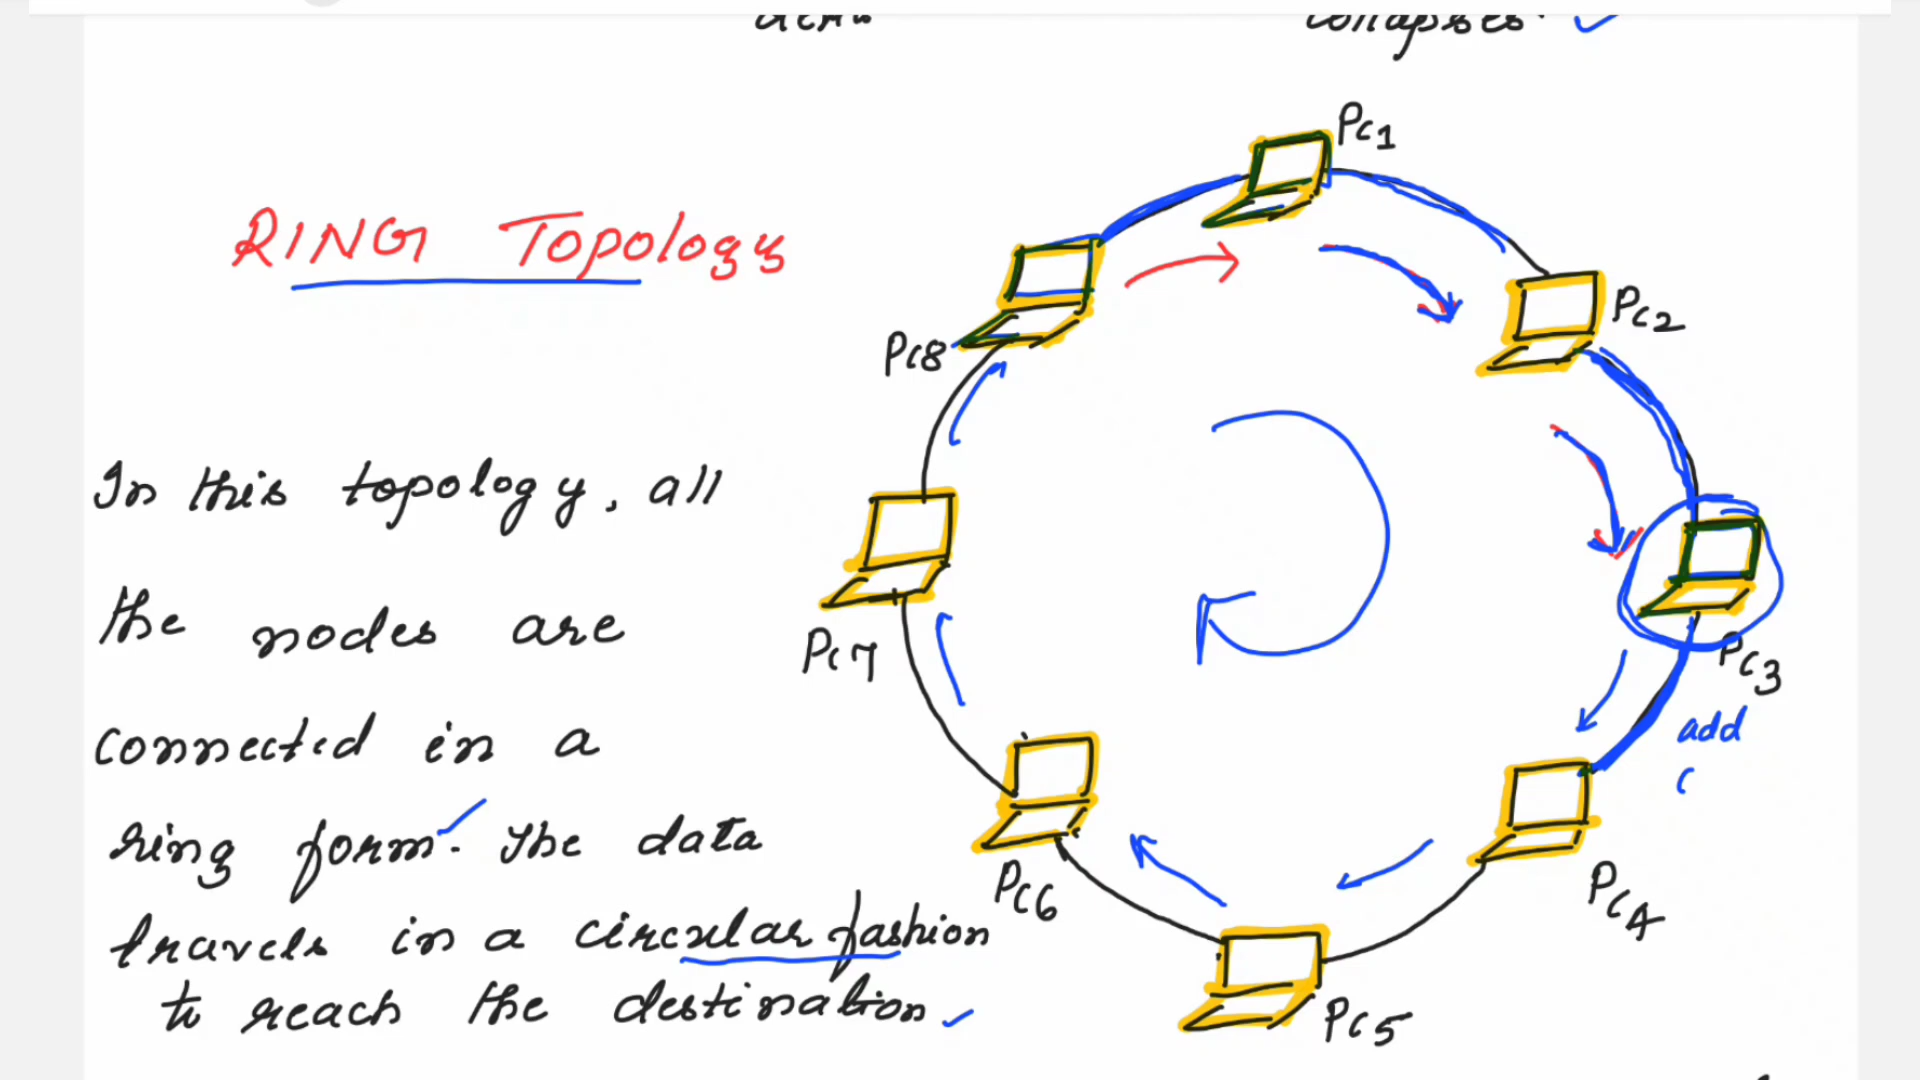 collapses.
RING Topology
In this topology, all
the nodes are
connected in a
ring form. The data
travels in a circular fashion
to reach the destination
PC1
PC2
PC3
add
PC4
PC5
PC6
PC7
PC8